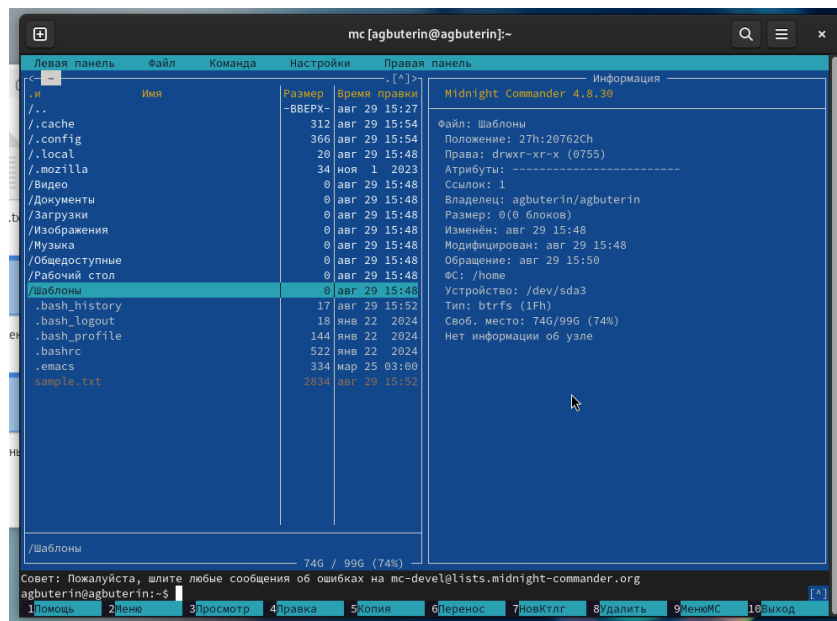 mc [agbuterin@agbuterin]:~
Левая панель Файл Команда Настройки Правая панель
<─ ~ .[^]>
.и Имя Размер Время правки
/.. -ВВЕРХ- авг 29 15:27
/.cache 312 авг 29 15:54
/.config 366 авг 29 15:54
/.local 20 авг 29 15:48
/.mozilla 34 ноя 1 2023
/Видео 0 авг 29 15:48
/Документы 0 авг 29 15:48
/Загрузки 0 авг 29 15:48
/Изображения 0 авг 29 15:48
/Музыка 0 авг 29 15:48
/Общедоступные 0 авг 29 15:48
/Рабочий стол 0 авг 29 15:48
/Шаблоны 0 авг 29 15:48
.bash_history 17 авг 29 15:52
.bash_logout 18 янв 22 2024
.bash_profile 144 янв 22 2024
.bashrc 522 янв 22 2024
.emacs 334 мар 25 03:00
sample.txt 2834 авг 29 15:52
/Шаблоны
74G / 99G (74%)
Информация
Midnight Commander 4.8.30
Файл: Шаблоны
Положение: 27h:20762Ch
Права: drwxr-xr-x (0755)
Атрибуты: -------------------------
Ссылок: 1
Владелец: agbuterin/agbuterin
Размер: 0(0 блоков)
Изменён: авг 29 15:48
Модифицирован: авг 29 15:48
Обращение: авг 29 15:50
ФС: /home
Устройство: /dev/sda3
Тип: btrfs (1Fh)
Своб. место: 74G/99G (74%)
Нет информации об узле
Совет: Пожалуйста, шлите любые сообщения об ошибках на mc-devel@lists.midnight-commander.org
agbuterin@agbuterin:~$ [^]
1Помощь 2Меню 3Просмотр 4Правка 5Копия 6Перенос 7НовКтлг 8Удалить 9МенюМС 10Выход